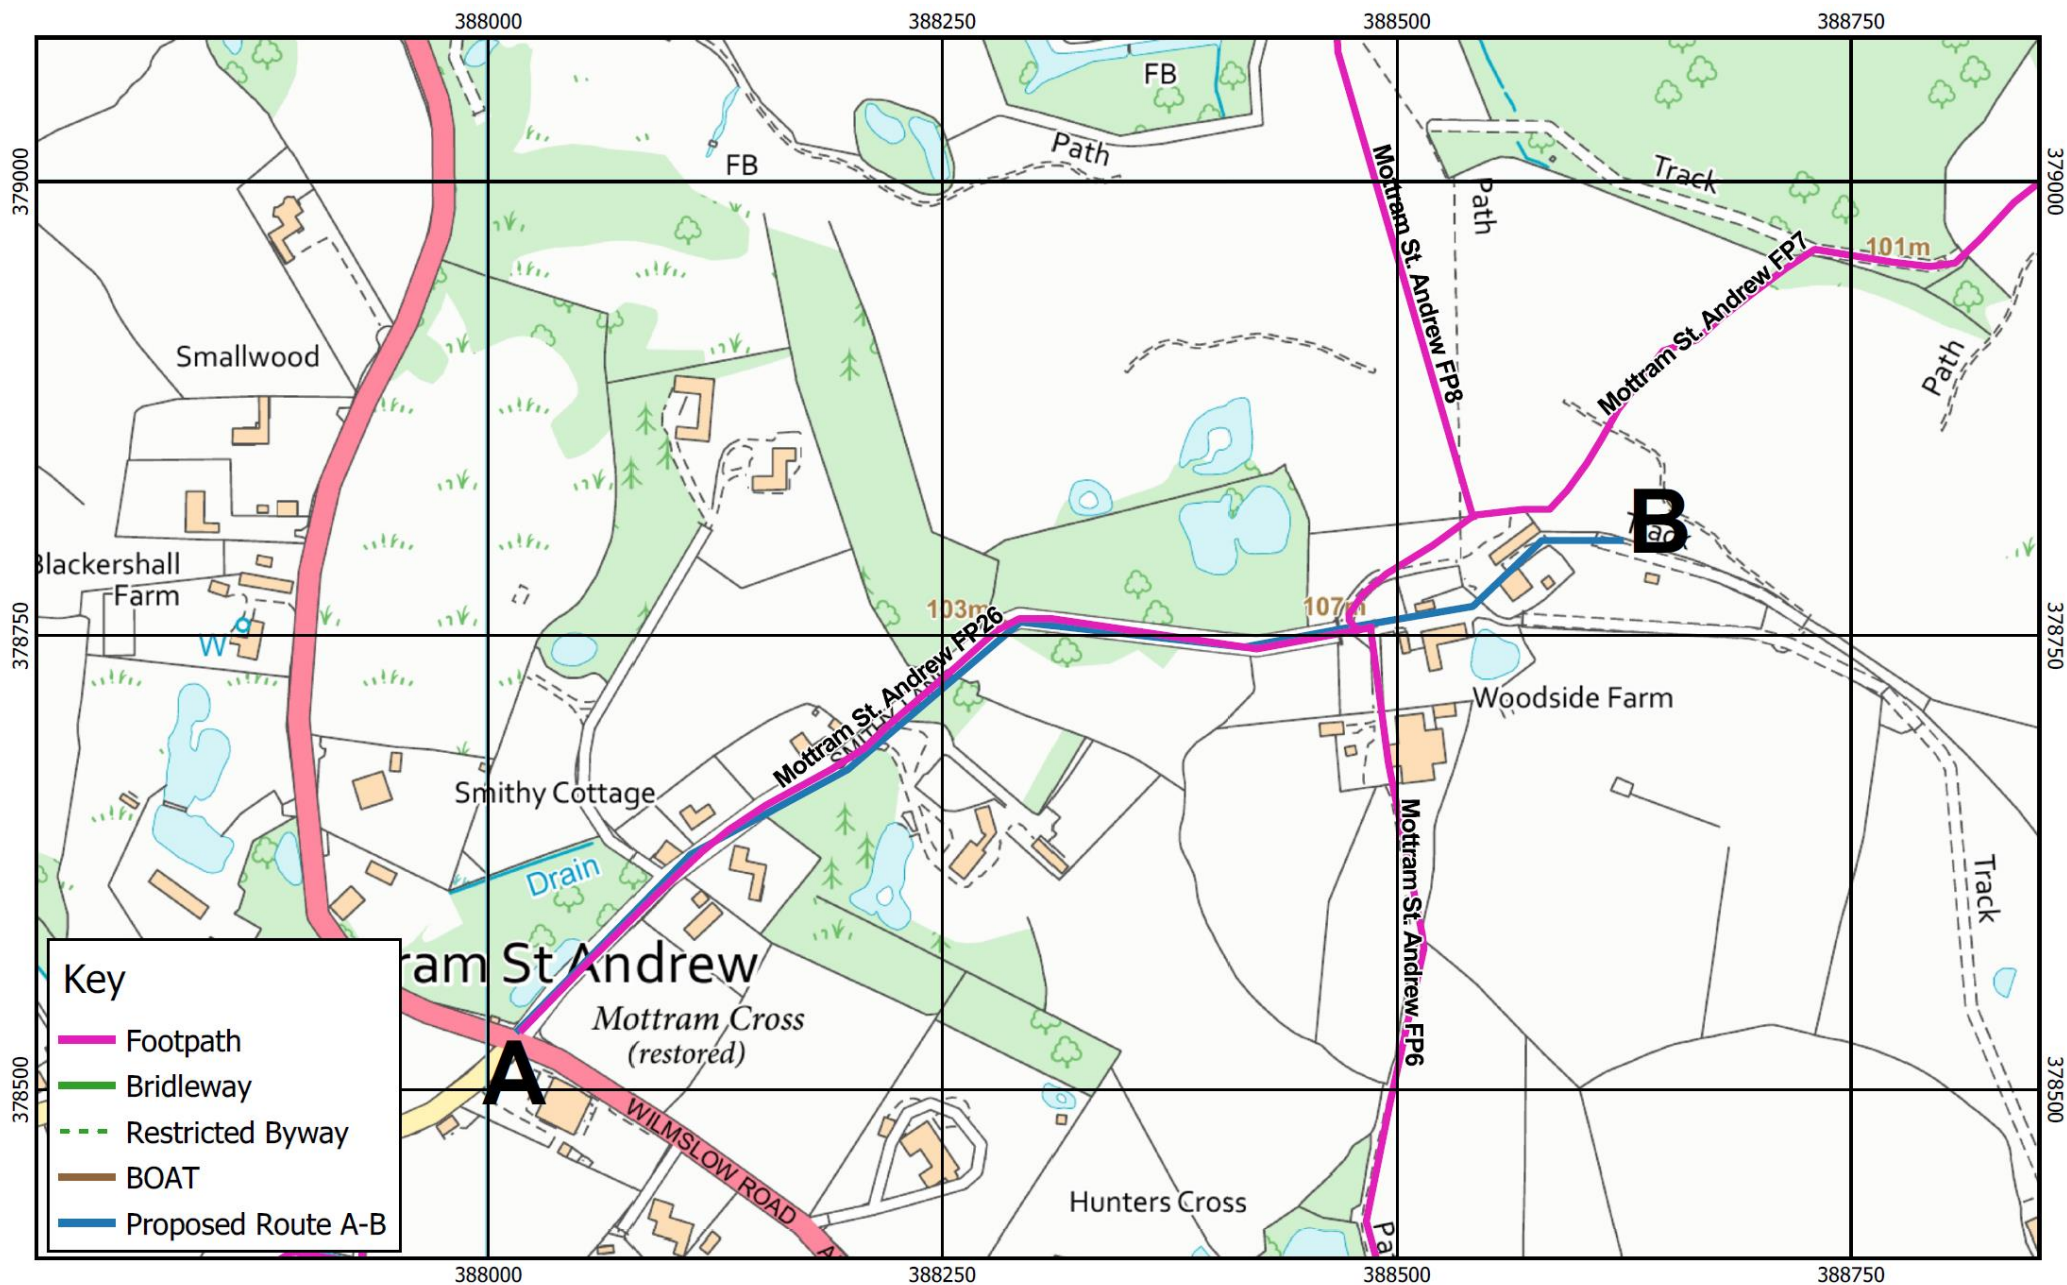 388000
388250
388500
388750
FB
FB
Path
379000
379000
Track
Path
101m
Mottram St. Andrew FP8
Mottram St. Andrew FP7
Smallwood
Path
B
Track
Blackershall
Farm
103m
107m
378750
378750
W
Mottram St. Andrew FP26
Woodside Farm
Smithy Cottage
Mottram St. Andrew FP6
Drain
Track
ram St Andrew
Mottram Cross
(restored)
A
378500
378500
WILMSLOW ROAD
A
Hunters Cross
Pa
Key
Footpath
Bridleway
Restricted Byway
BOAT
Proposed Route A-B
388000
388250
388500
388750